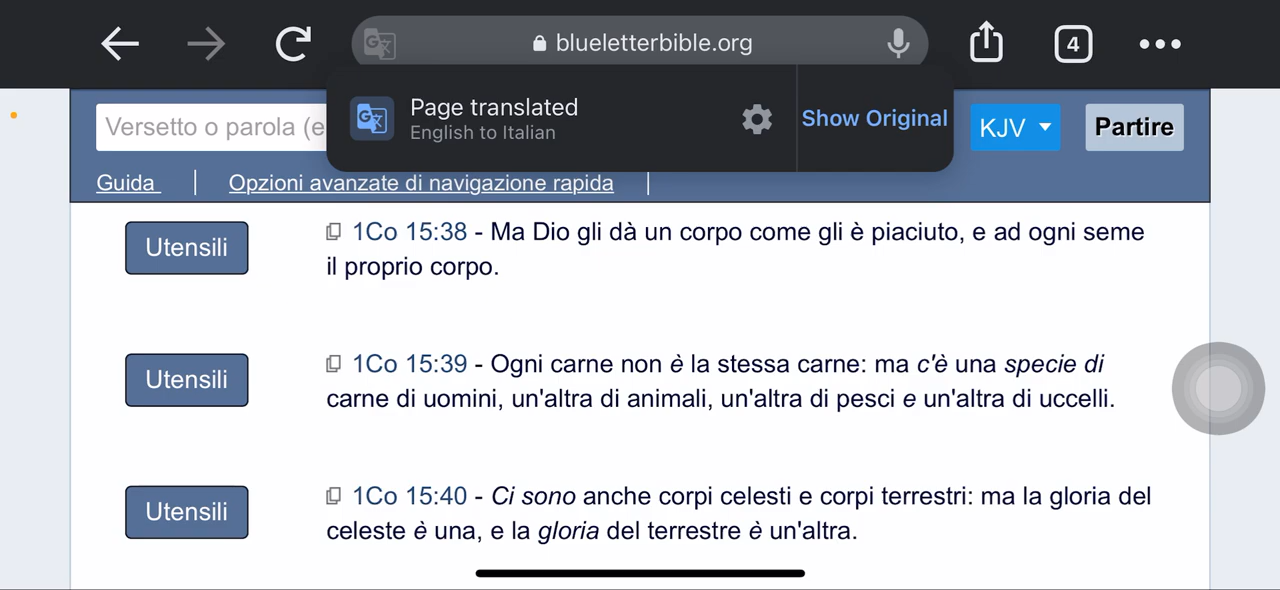 blueletterbible.org
4
Page translated
English to Italian
Show Original
Versetto o parola (e
KJV
Partire
Guida
Opzioni avanzate di navigazione rapida
Utensili
1Co 15:38 - Ma Dio gli dà un corpo come gli è piaciuto, e ad ogni seme
il proprio corpo.
Utensili
1Co 15:39 - Ogni carne non è la stessa carne: ma c'è una specie di
carne di uomini, un'altra di animali, un'altra di pesci e un'altra di uccelli.
Utensili
1Co 15:40 - Ci sono anche corpi celesti e corpi terrestri: ma la gloria del
celeste è una, e la gloria del terrestre è un'altra.